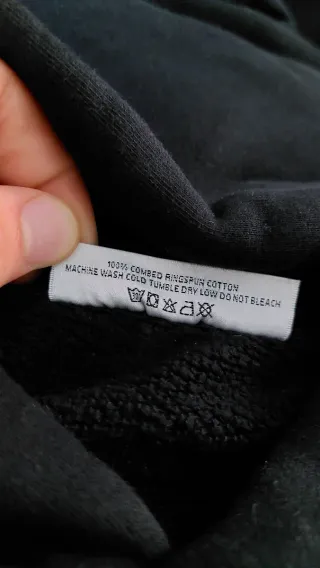 100% COMBED RINGSPUN COTTON
MACHINE WASH COLD TUMBLE DRY LOW DO NOT BLEACH